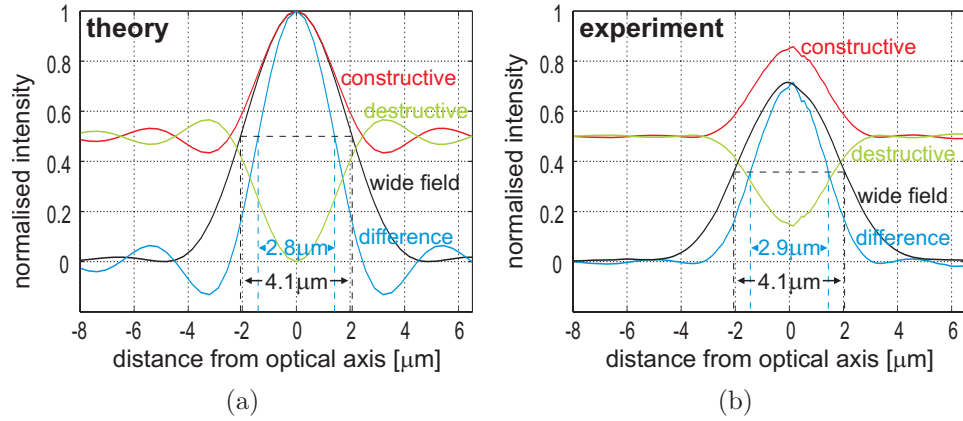 theory
normalised intensity
1
0.8
0.6
0.4
0.2
0
constructive
destructive
wide field
difference
2.8μm
4.1μm
-8 -6 -4 -2 0 2 4 6
distance from optical axis [μm]
(a)
experiment
normalised intensity
1
0.8
0.6
0.4
0.2
0
constructive
destructive
wide field
difference
2.9μm
4.1μm
-8 -6 -4 -2 0 2 4 6
distance from optical axis [μm]
(b)